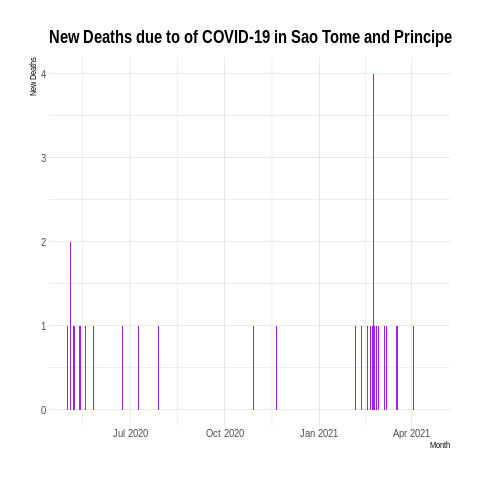 New Deaths due to of COVID-19 in Sao Tome and Principe
New Deaths
4
3
2
1
0
Jul 2020 Oct 2020 Jan 2021 Apr 2021
Month